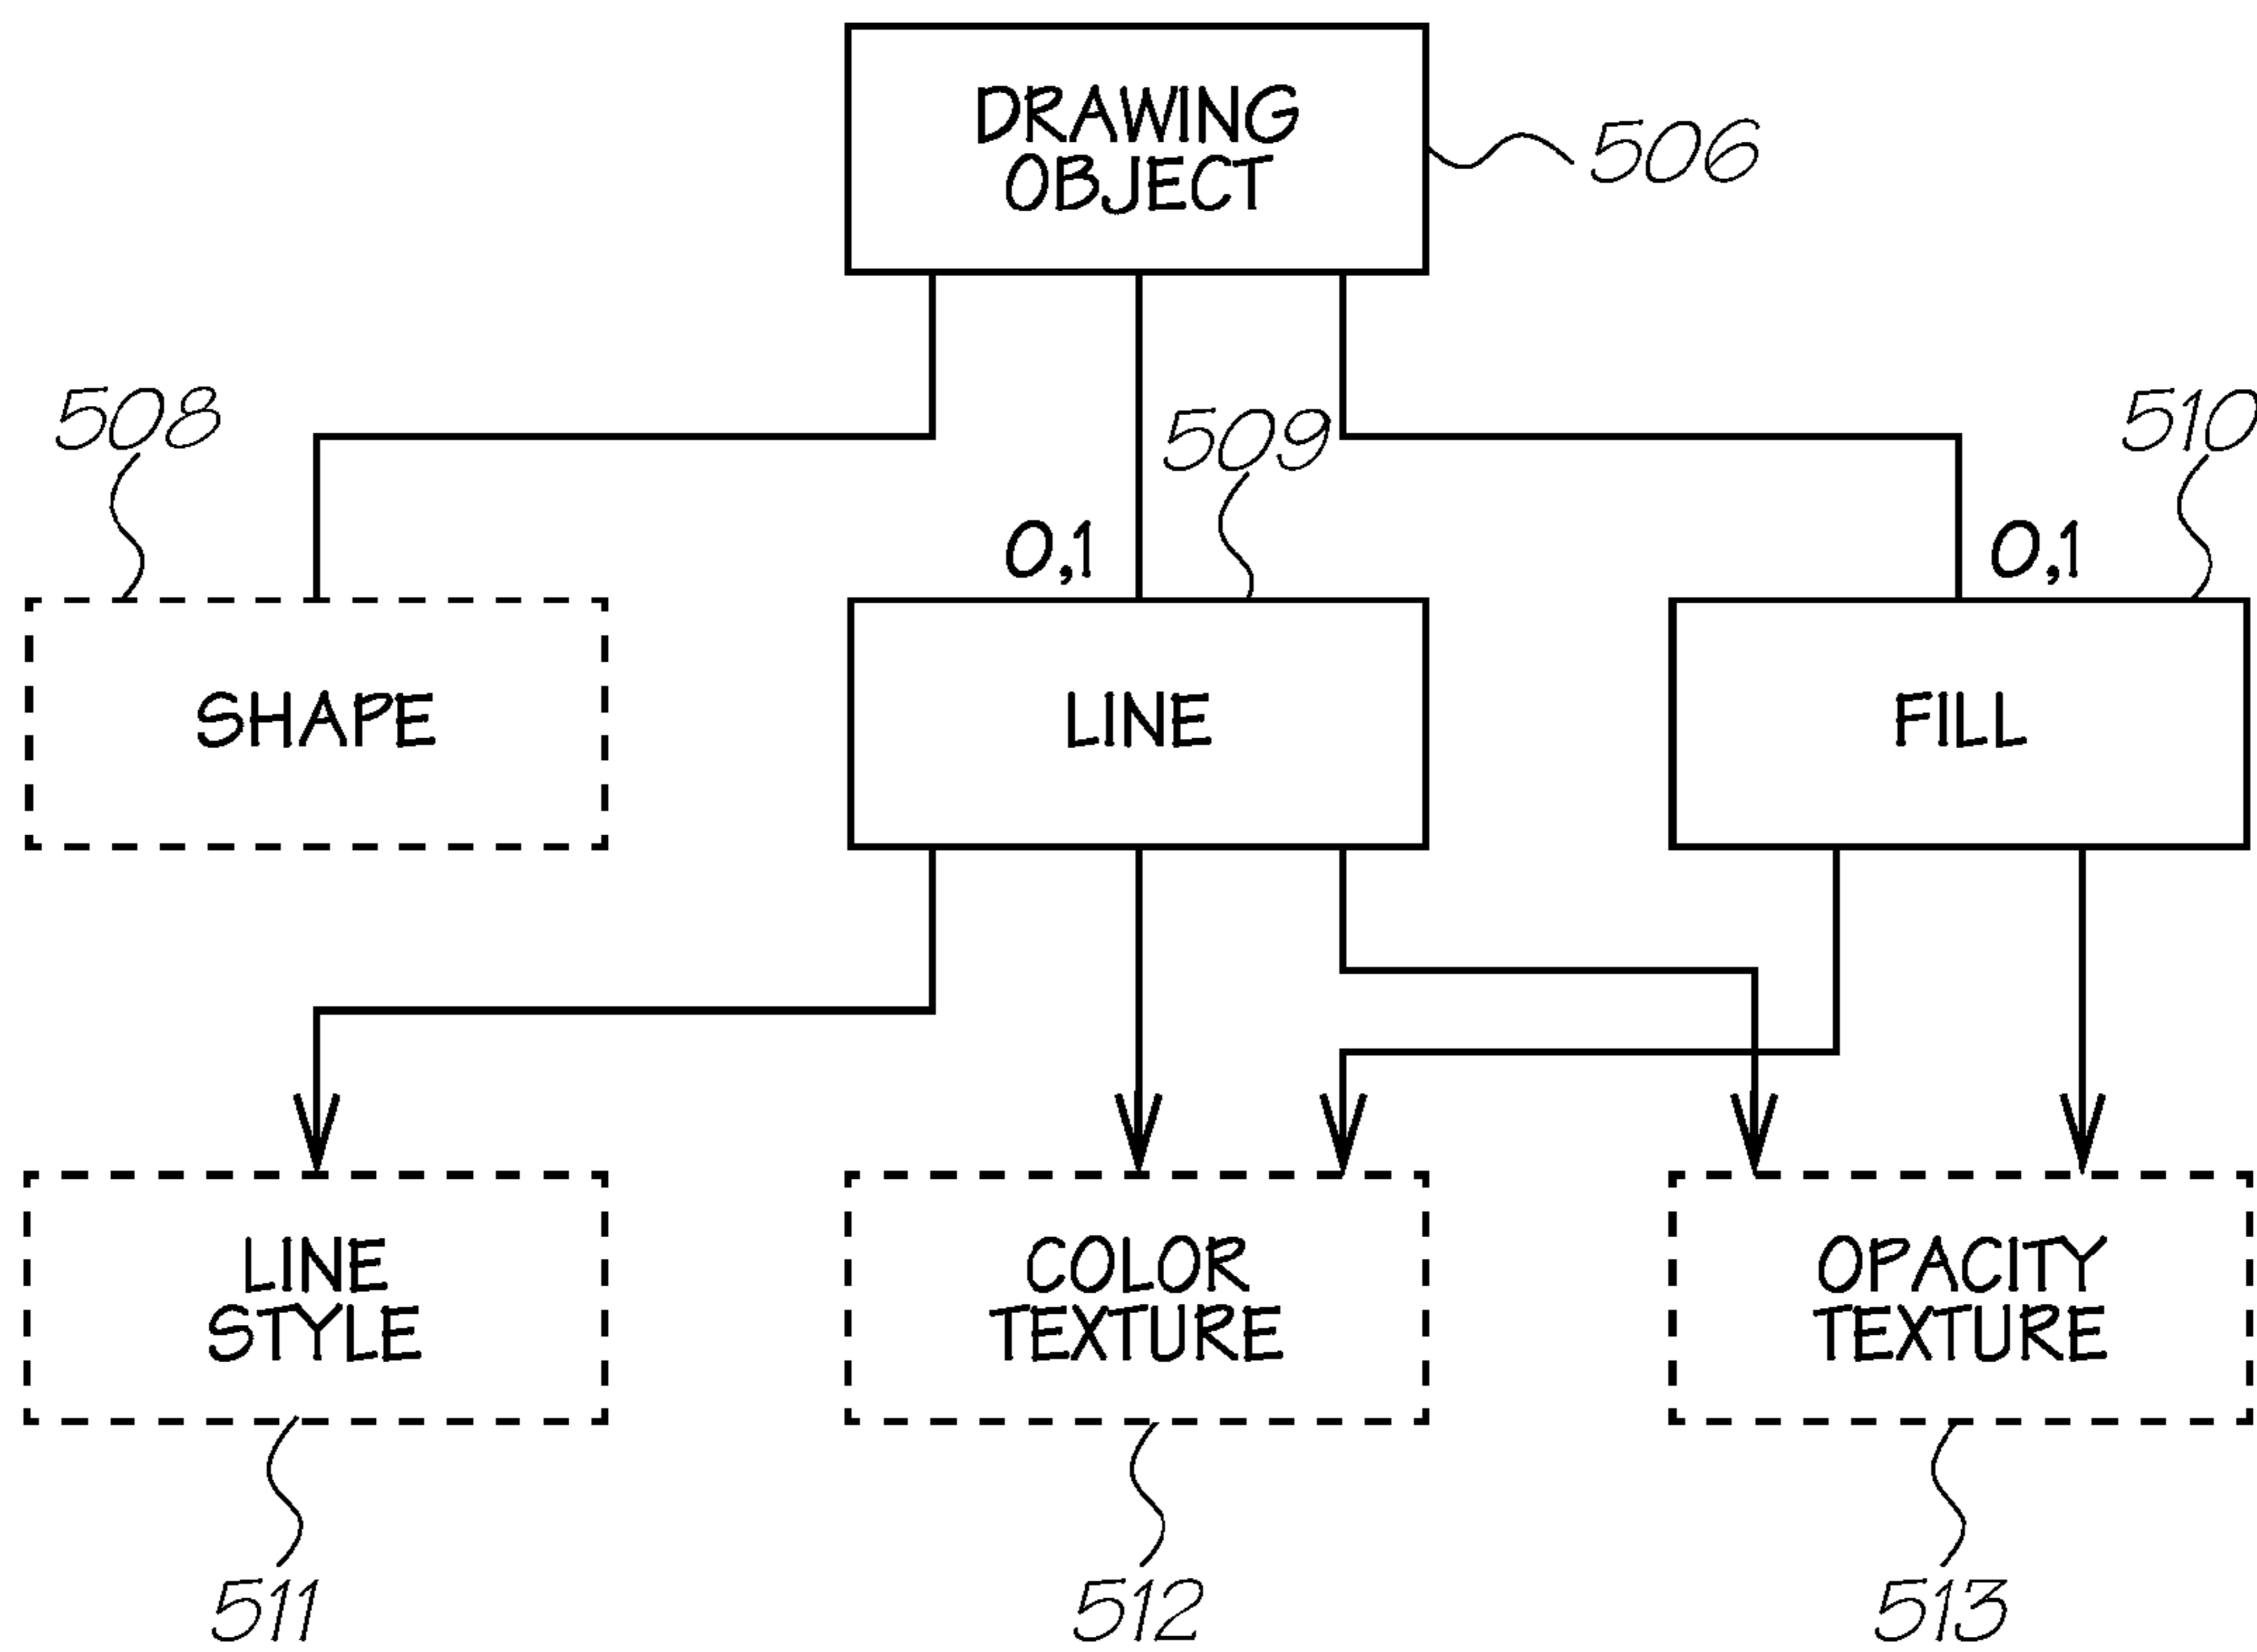 DRAWING
OBJECT
506
508
509
510
0,1
0,1
SHAPE
LINE
FILL
LINE
STYLE
COLOR
TEXTURE
OPACITY
TEXTURE
511
512
513